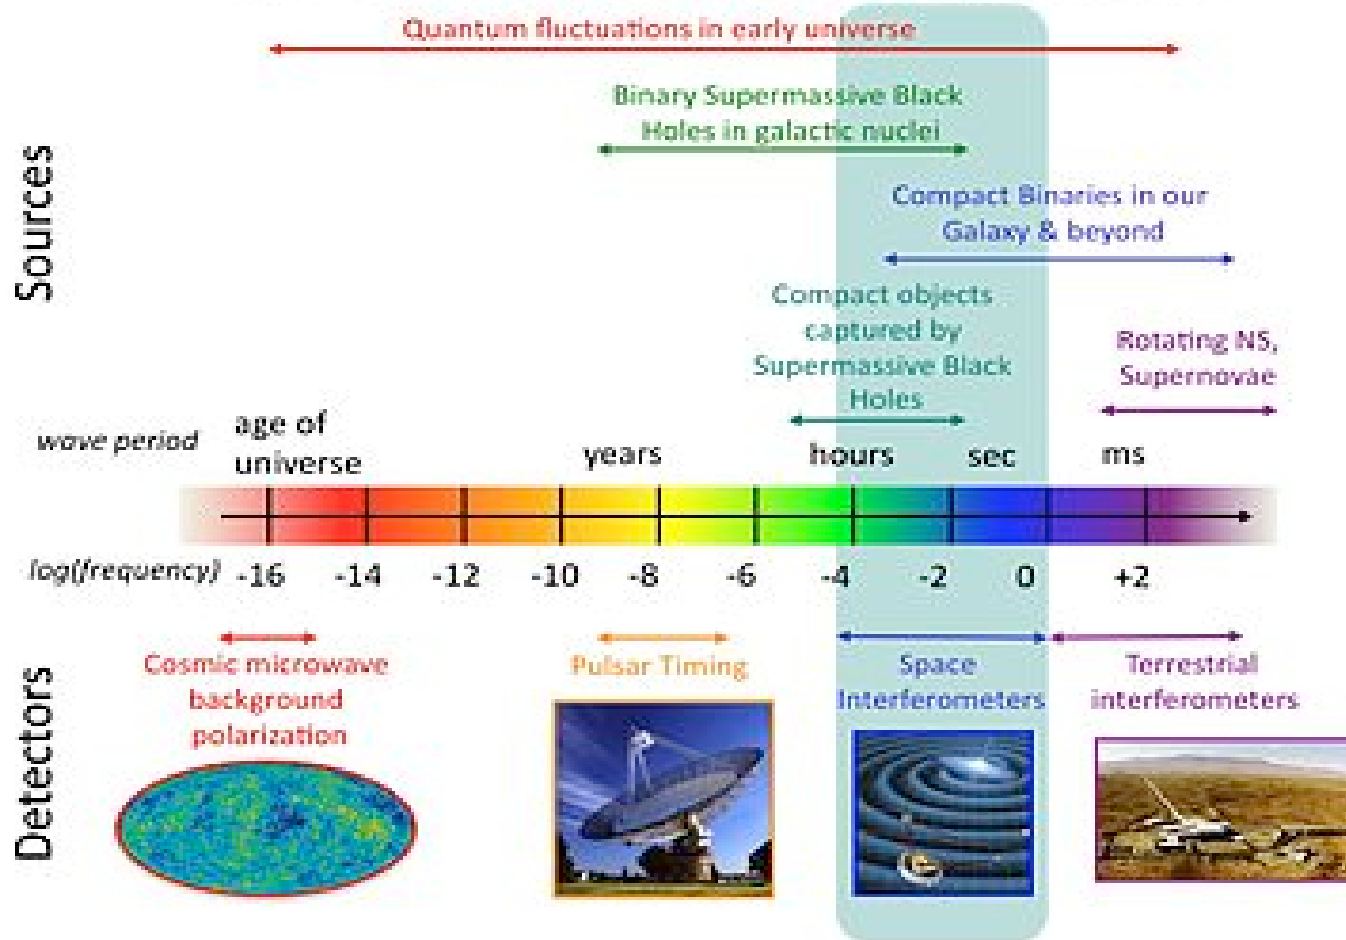 Quantum fluctuations in early universe
Binary Supermassive Black
Holes in galactic nuclei
Compact Binaries in our
Galaxy & beyond
Compact objects
captured by
Supermassive Black
Holes
Rotating NS,
Supernovae
Sources
wave period
age of
universe
years
hours
sec
ms
log(frequency)
-16
-14
-12
-10
-8
-6
-4
-2
0
+2
Detectors
Cosmic microwave
background
polarization
Pulsar Timing
Space
Interferometers
Terrestrial
interferometers